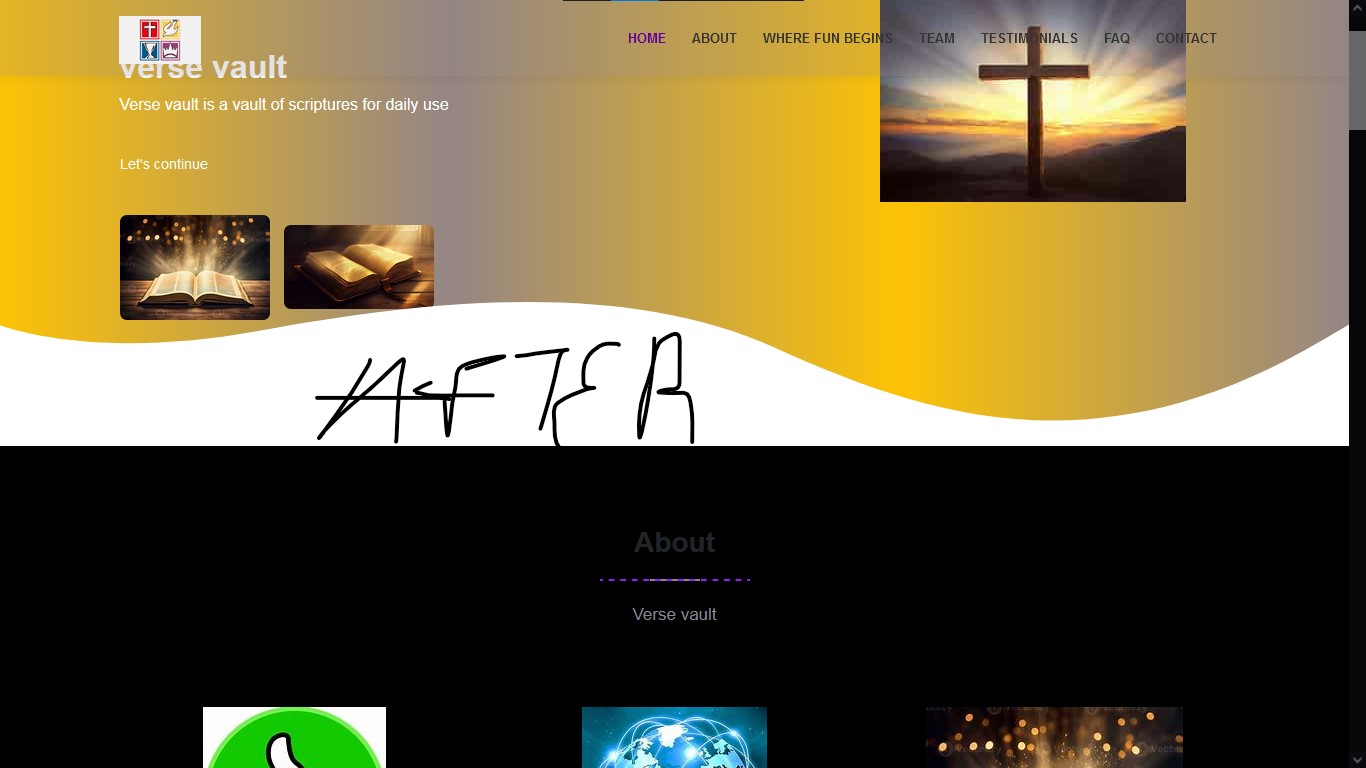 HOME ABOUT WHERE FUN BEGINS TEAM TESTIMONIALS FAQ CONTACT
verse vault
Verse vault is a vault of scriptures for daily use
Let's continue
AFTER
About
Verse vault